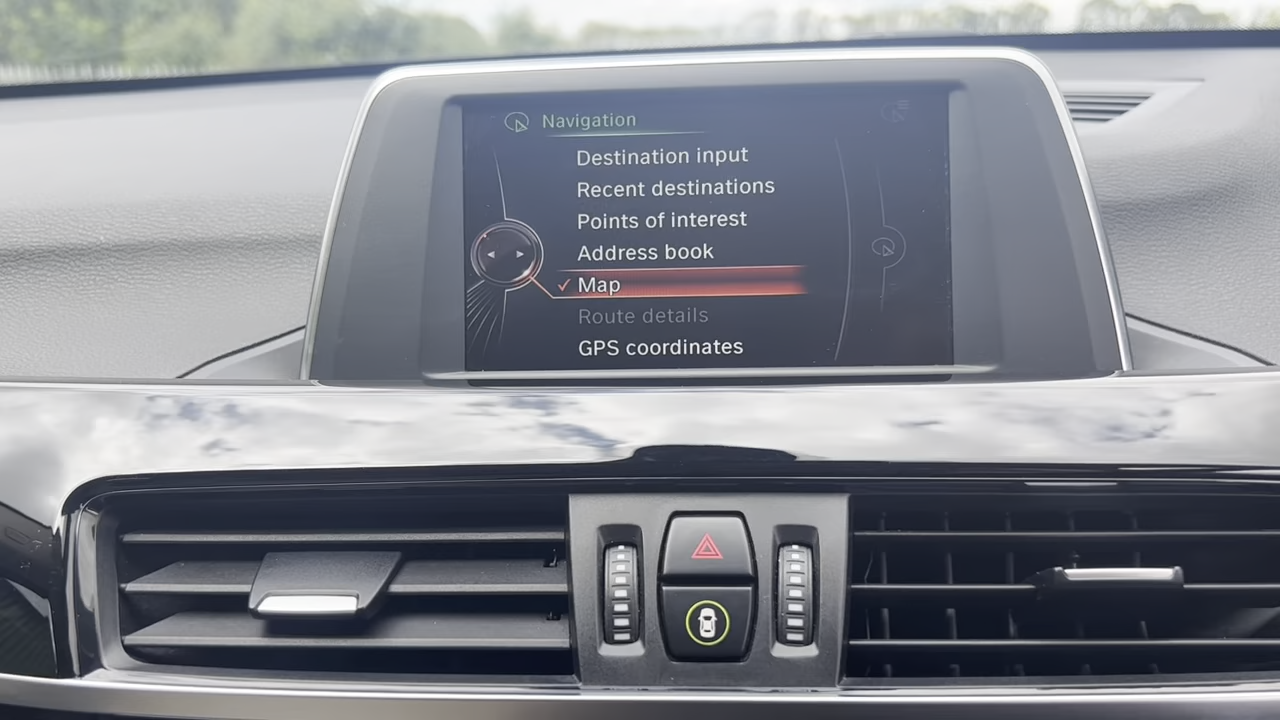 Navigation
Destination input
Recent destinations
Points of interest
Address book
Map
Route details
GPS coordinates